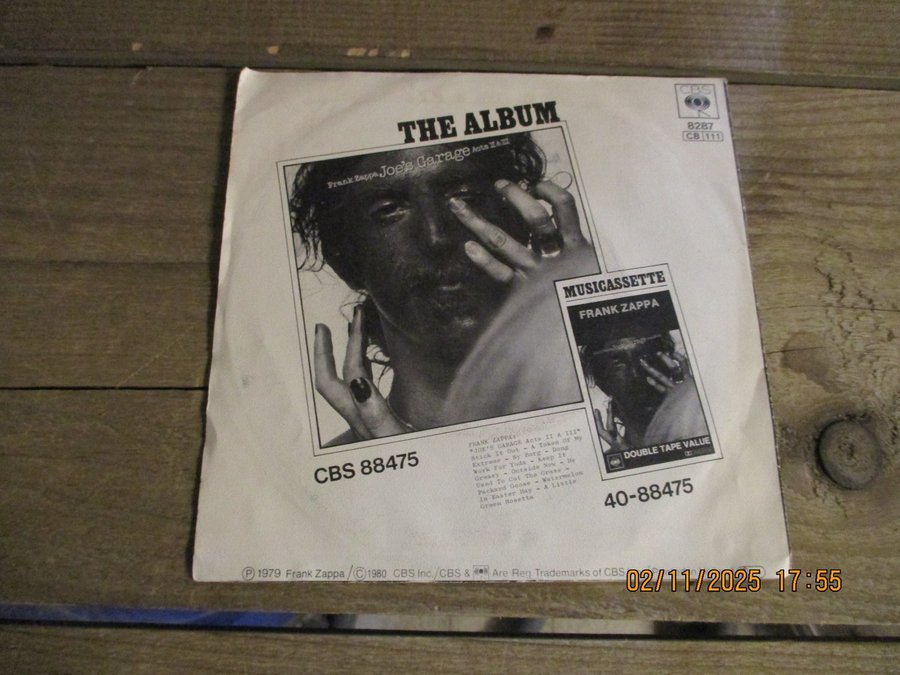 CBS
8287
CB 111
THE ALBUM
Frank Zappa Joe's Garage Acts II & III
MUSICASSETTE
FRANK ZAPPA
DOUBLE TAPE VALUE
FRANK ZAPPA:
"JOE'S GARAGE Acts II & III"
Stick It Out - A Token Of My
Extreme - Sy Borg - Dong
Work For Yuda - Keep It
Greasy - Outside Now - He
Used To Cut The Grass -
Packard Goose - Watermelon
In Easter Hay - A Little
Green Rosetta
CBS 88475
40-88475
Ⓟ 1979 Frank Zappa/Ⓒ1980 CBS Inc./CBS & Are Reg Trademarks of CBS
02/11/2025 17:55